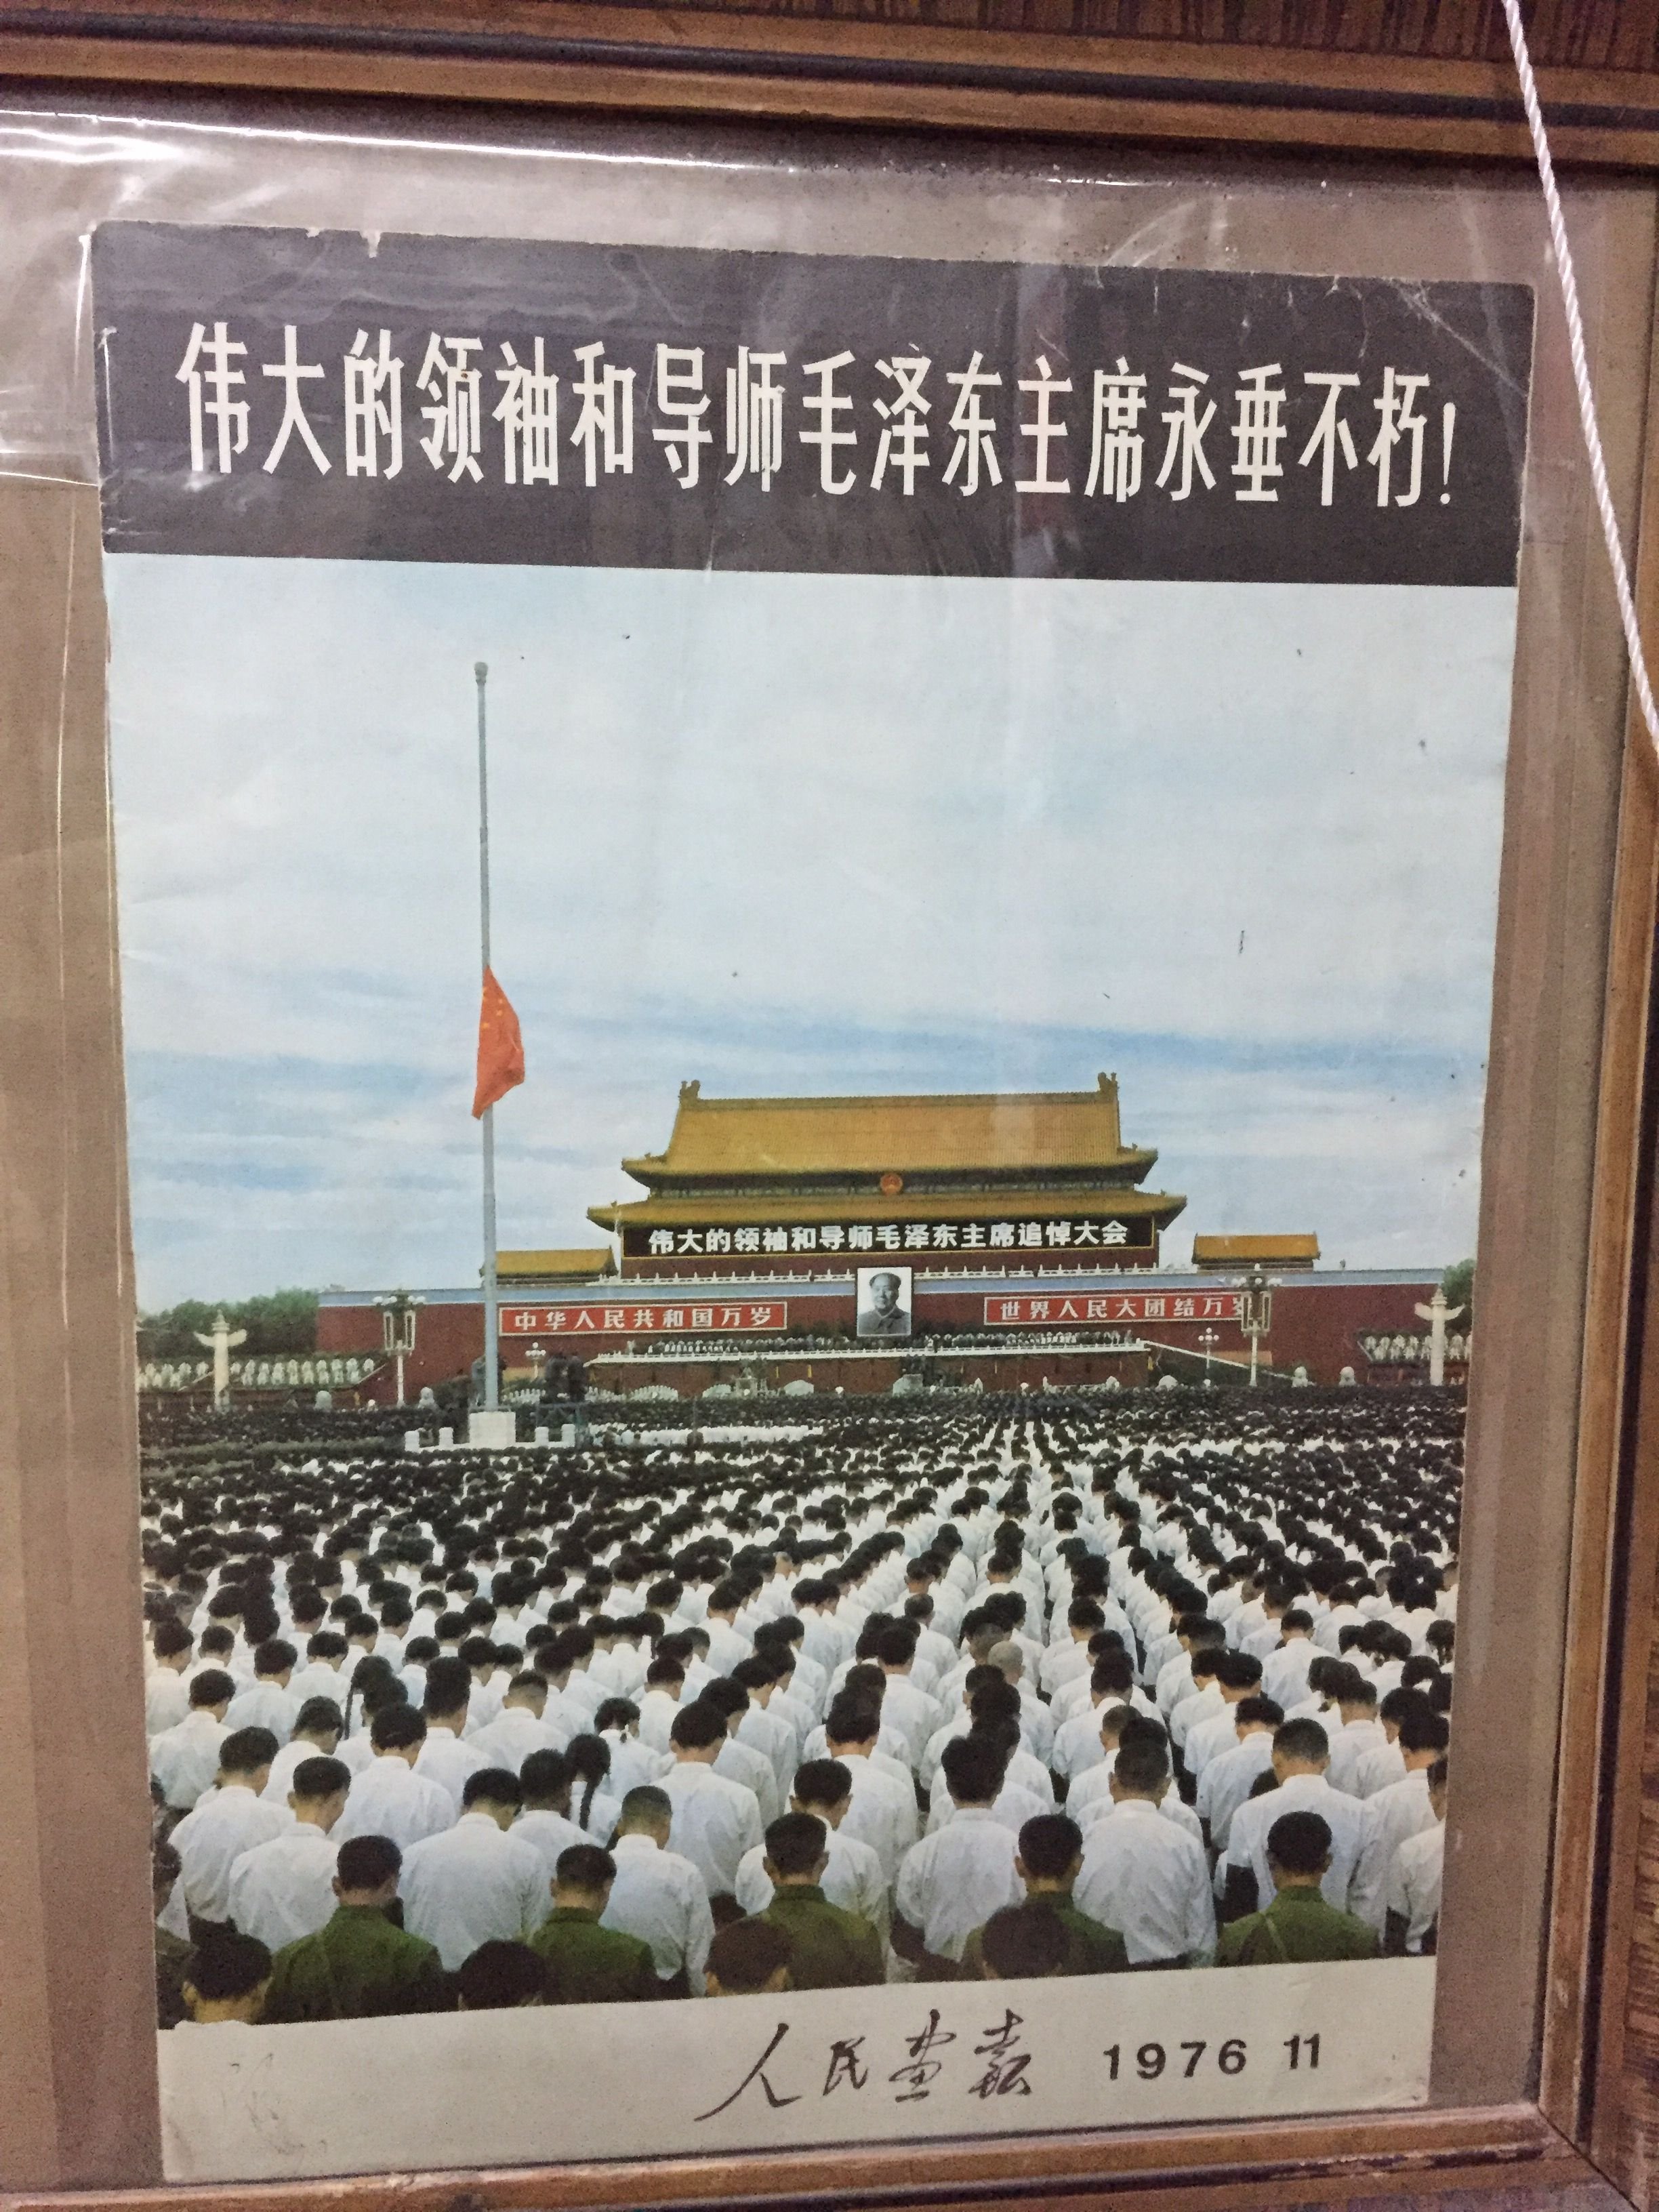 伟大的领袖和导师毛泽东主席永垂不朽!
伟大的领袖和导师毛泽东主席追悼大会
中华人民共和国万岁
世界人民大团结万岁
人民画报 1976 11